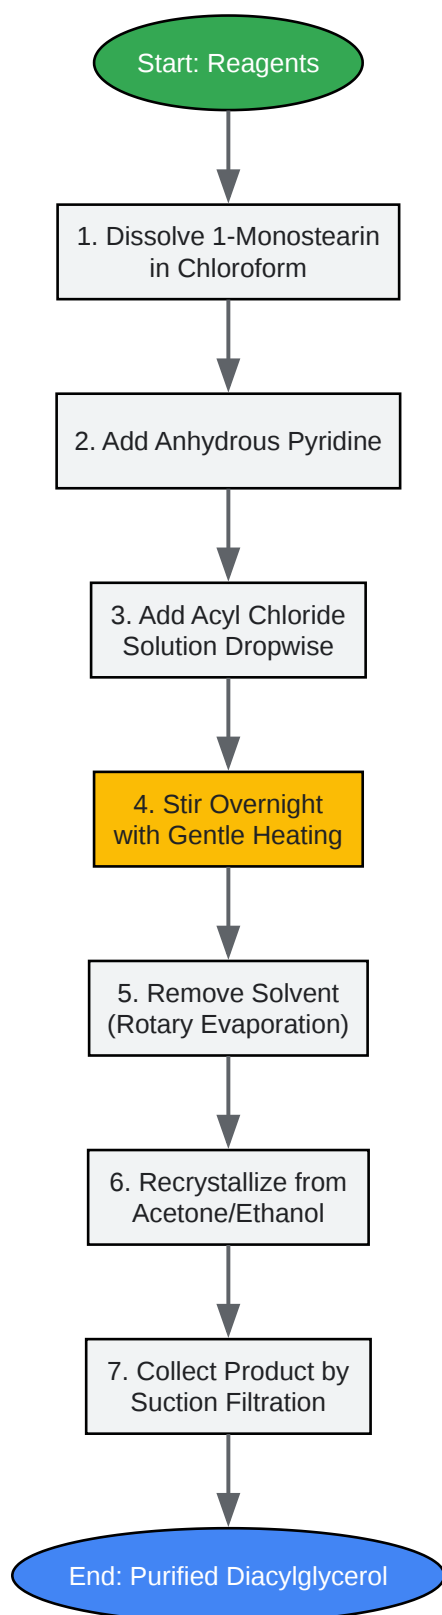 Start: Reagents
1. Dissolve 1-Monostearin
in Chloroform
2. Add Anhydrous Pyridine
3. Add Acyl Chloride
Solution Dropwise
4. Stir Overnight
with Gentle Heating
5. Remove Solvent
(Rotary Evaporation)
6. Recrystallize from
Acetone/Ethanol
7. Collect Product by
Suction Filtration
End: Purified Diacylglycerol